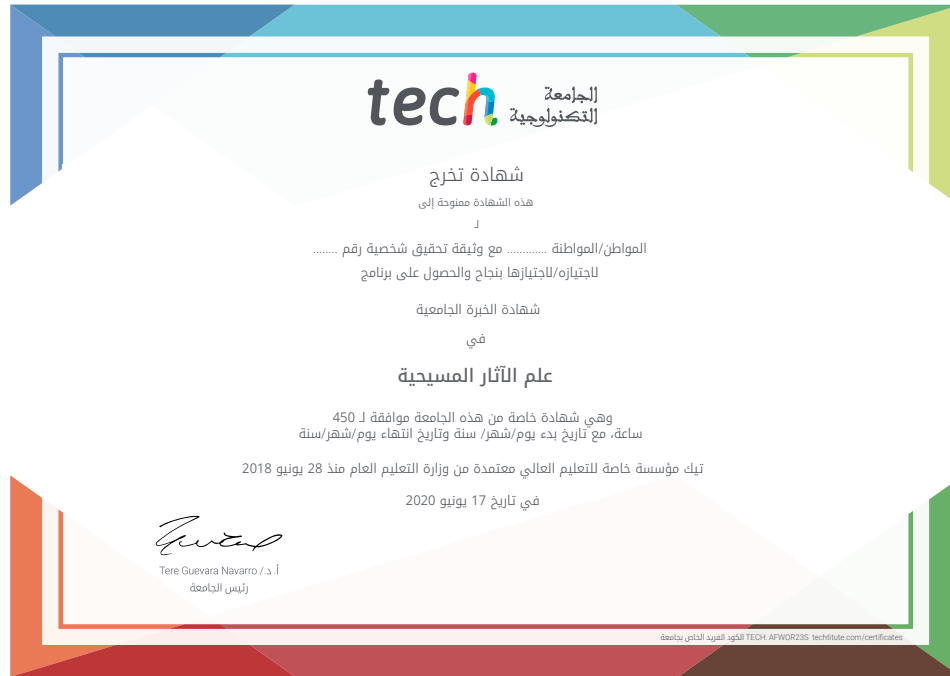 tech الجامعة
التكنولوجية
شهادة تخرج
هذه الشهادة ممنوحة إلى
لـ
المواطن/المواطنة ............. مع وثيقة تحقيق شخصية رقم ........
لاجتيازه/لاجتيازها بنجاح والحصول على برنامج
شهادة الخبرة الجامعية
في
علم الآثار المسيحية
وهي شهادة خاصة من هذه الجامعة موافقة لـ 450
ساعة، مع تاريخ بدء يوم/شهر/ سنة وتاريخ انتهاء يوم/شهر/سنة
تيك مؤسسة خاصة للتعليم العالي معتمدة من وزارة التعليم العام منذ 28 يونيو 2018
في تاريخ 17 يونيو 2020
أ. د./ Tere Guevara Navarro
رئيس الجامعة
الكود الفريد الخاص بجامعة TECH: AFWOR23S techtitute.com/certificates